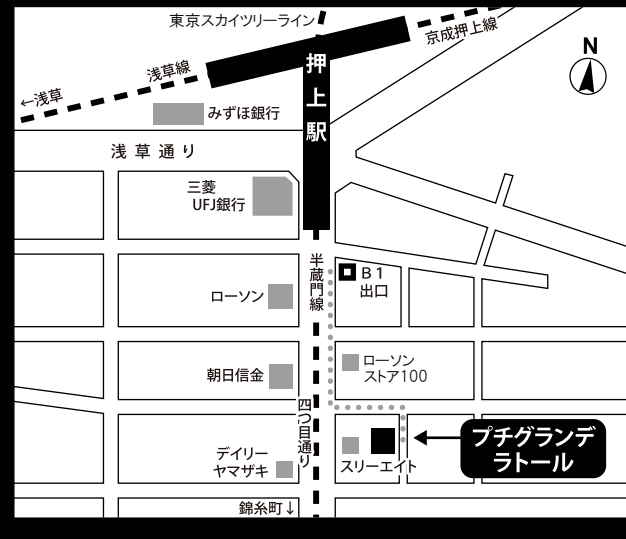 東京スカイツリーライン
京成押上線
浅草線
←浅草
押上駅
N
みずほ銀行
浅草通り
三菱
UFJ銀行
半蔵門線
B1
出口
ローソン
ローソン
ストア100
朝日信金
四つ目通り
プチグランデ
ラトール
デイリー
ヤマザキ
スリーエイト
錦糸町↓